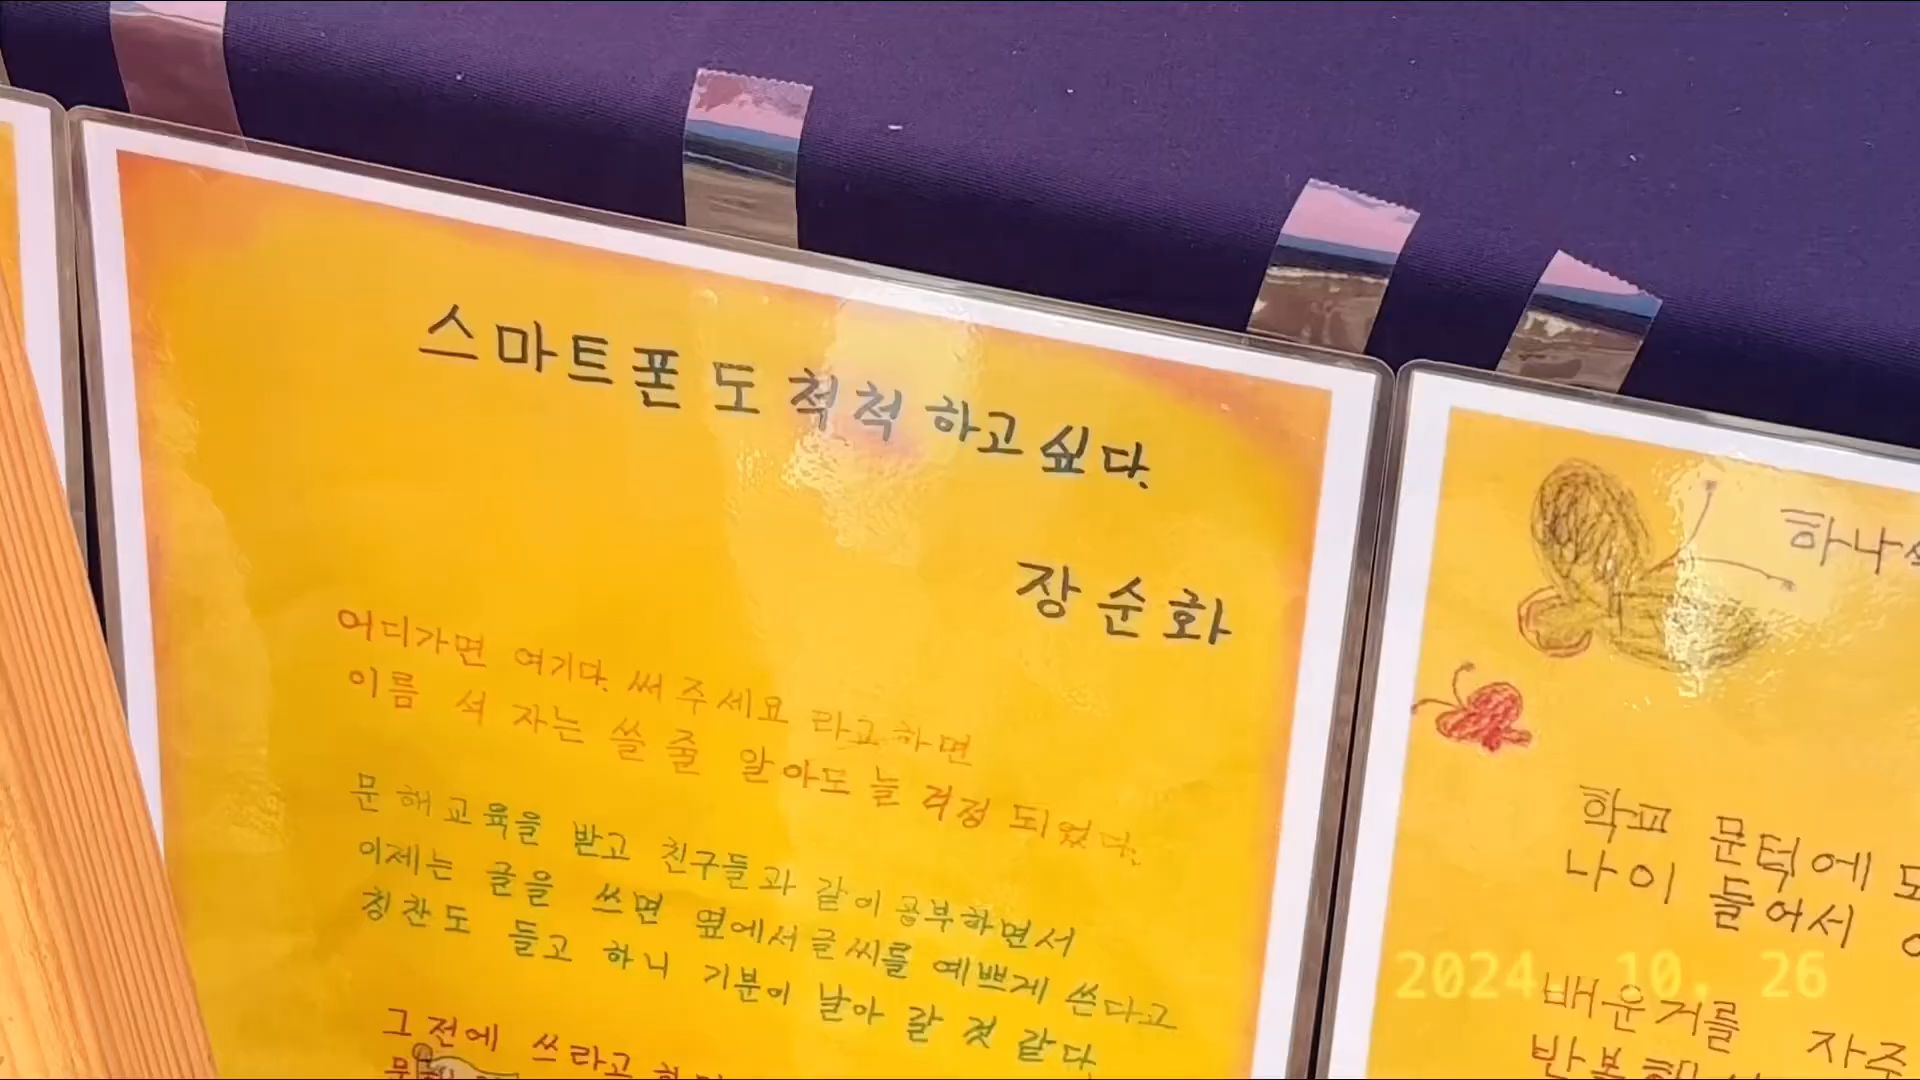 스마트폰 도 척척 하고 싶다.
장순화
어디가면 여기다. 써 주세요 라고하면
이름 석 자는 쓸 줄 알아도 늘 걱정 되었다.
문해교육을 받고 친구들과 같이 공부하면서
이제는 글을 쓰면 옆에서 글씨를 예쁘게 쓴다고
칭찬도 들고 하니 기분이 날아 갈 것 같다.
그 전에 쓰라고
학교 문턱에
나이 들어서
배운거를 자주
2024. 10. 26